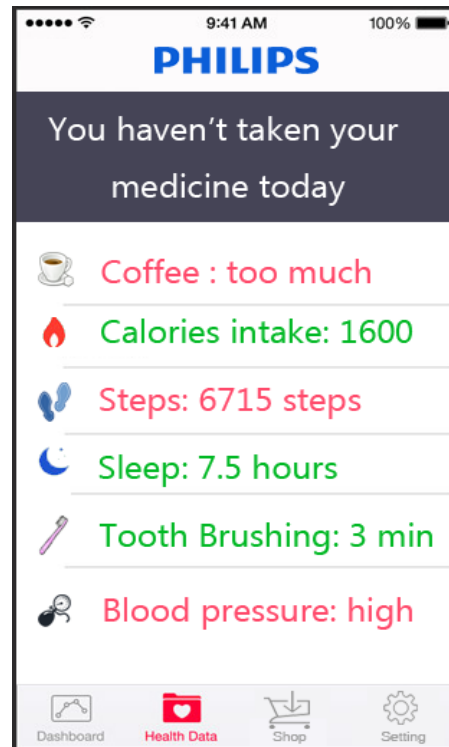 9:41 AM 100%
PHILIPS
You haven't taken your
medicine today
Coffee : too much
Calories intake: 1600
Steps: 6715 steps
Sleep: 7.5 hours
Tooth Brushing: 3 min
Blood pressure: high
Dashboard Health Data Shop Setting